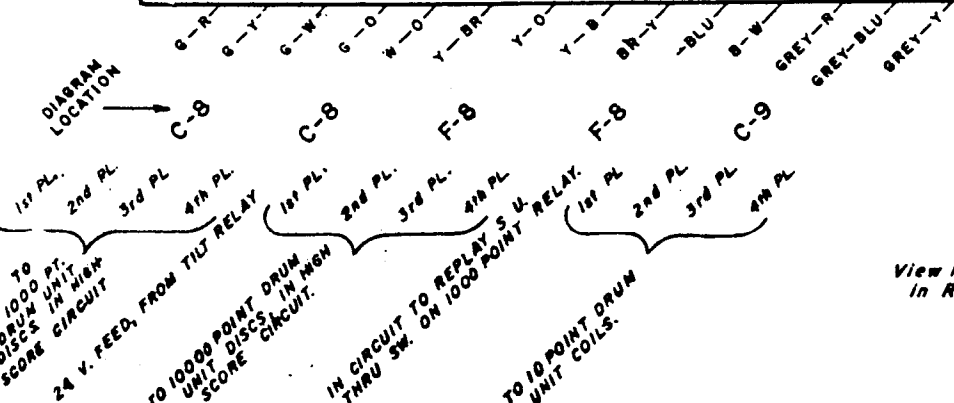 G-R G-Y G-W G-O W-O Y-BR Y-O Y-B BR-Y -BLU B-W GREY-R GREY-BLU GREY-Y
DIAGRAM
LOCATION
C-8 C-8 F-8 F-8 C-9
1st PL. 2nd PL. 3rd PL 4th PL. 1st PL. 2nd PL. 3rd PL. 4th PL 1st PL 2nd PL. 3rd PL 4th PL
TO
1000 PT.
DRUM UNIT
DISCS IN HIGH
SCORE CIRCUIT
24 V. FEED, FROM TILT RELAY
TO 10000 POINT DRUM
UNIT DISCS, IN HIGH
SCORE CIRCUIT.
IN CIRCUIT TO REPLAY S U.
THRU SW. ON 1000 POINT RELAY.
TO 10 POINT DRUM
UNIT COILS.
View
in R